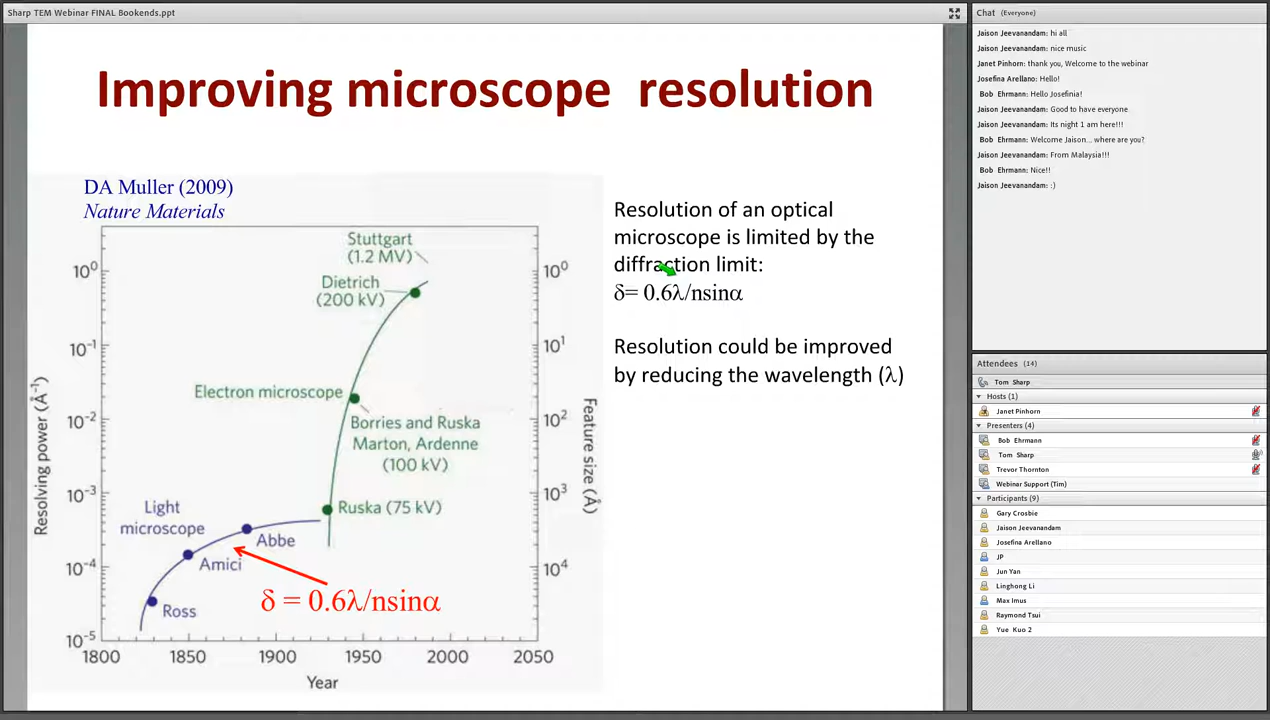 Sharp TEM Webinar FINAL Bookends.ppt
Improving microscope resolution
DA Muller (2009)
Nature Materials
Stuttgart
(1.2 MV)
Dietrich
(200 kV)
Electron microscope
Borries and Ruska
Marton, Ardenne
(100 kV)
Ruska (75 kV)
Light
microscope
Abbe
Amici
Ross
δ = 0.6λ/nsinα
Resolving power (Å⁻¹)
10⁰
10⁻¹
10⁻²
10⁻³
10⁻⁴
10⁻⁵
Feature size (Å)
10⁰
10¹
10²
10³
10⁴
1800 1850 1900 1950 2000 2050
Year
Resolution of an optical
microscope is limited by the
diffraction limit:
δ= 0.6λ/nsinα
Resolution could be improved
by reducing the wavelength (λ)
Chat (Everyone)
Jaison Jeevanandam: hi all
Jaison Jeevanandam: nice music
Janet Pinhorn: thank you, Welcome to the webinar
Josefina Arellano: Hello!
Bob Ehrmann: Hello Josefinia!
Jaison Jeevanandam: Good to have everyone
Jaison Jeevanandam: Its night 1 am here!!!
Bob Ehrmann: Welcome Jaison... where are you?
Jaison Jeevanandam: From Malaysia!!!
Bob Ehrmann: Nice!!
Jaison Jeevanandam: :)
Attendees (14)
Tom Sharp
Hosts (1)
Janet Pinhorn
Presenters (4)
Bob Ehrmann
Tom Sharp
Trevor Thornton
Webinar Support (Tim)
Participants (9)
Gary Crosbie
Jaison Jeevanandam
Josefina Arellano
JP
Jun Yan
Linghong Li
Max Imus
Raymond Tsui
Yue Kuo 2